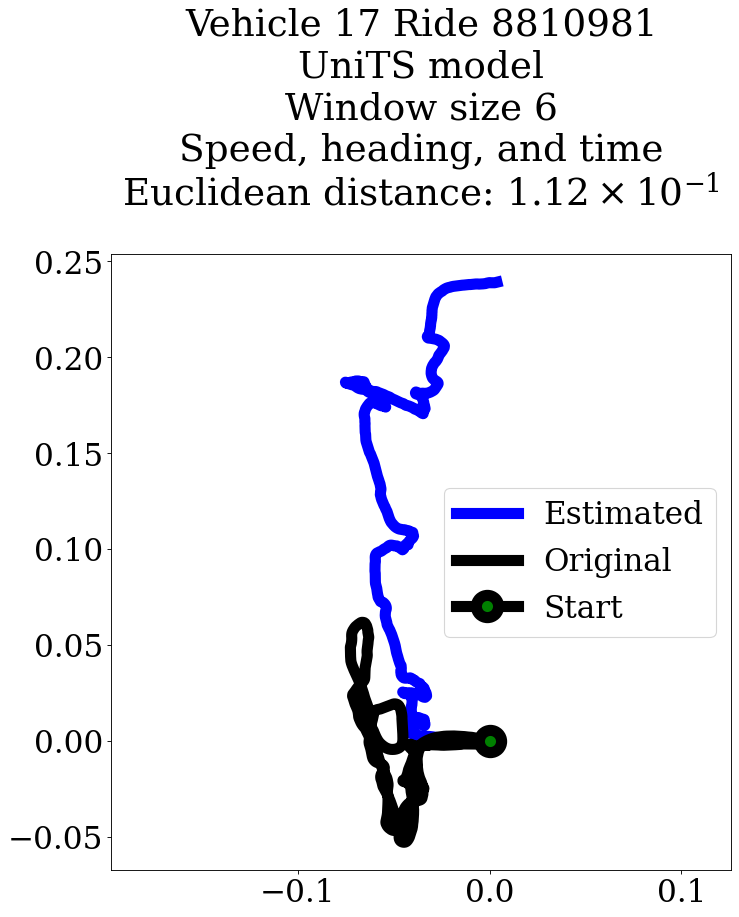 Vehicle 17 Ride 8810981
UniTS model
Window size 6
Speed, heading, and time
Euclidean distance: 1.12 × 10⁻¹
0.25
0.20
0.15
0.10
0.05
0.00
−0.05
Estimated
Original
Start
−0.1
0.0
0.1